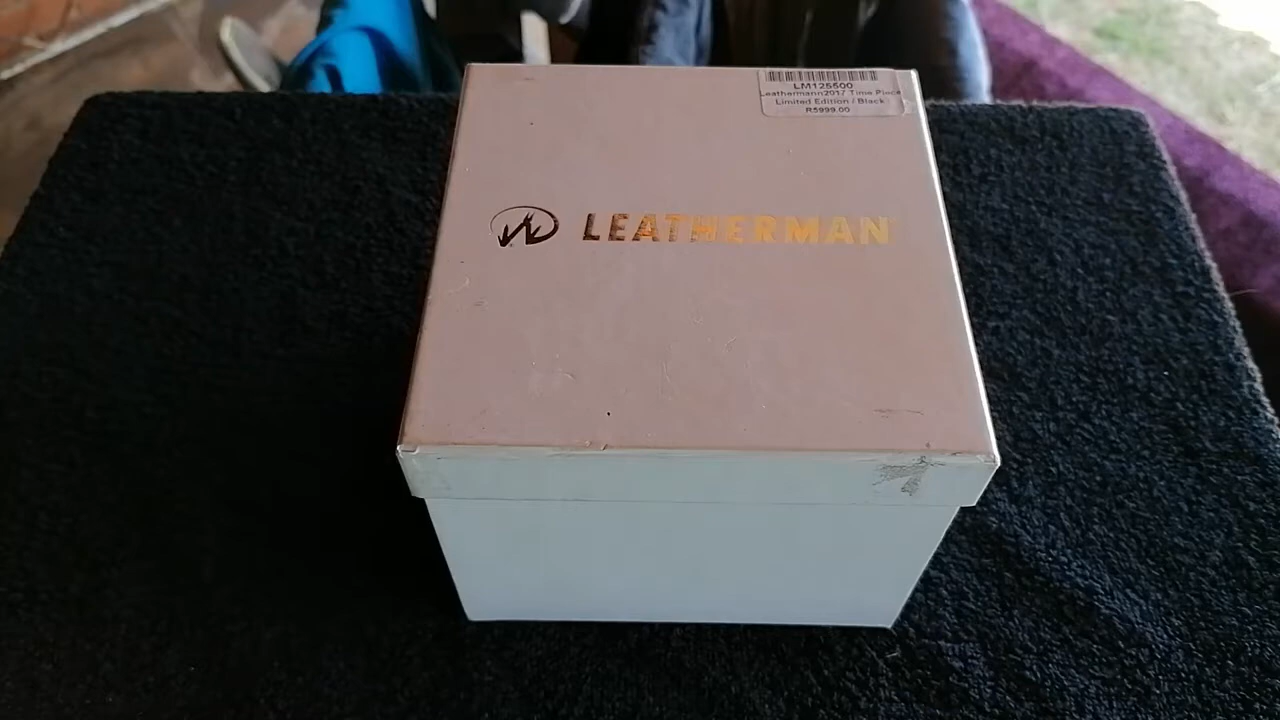 LM125500
Leathermann2017 Time Piece
Limited Edition / Black
R5999.00
LEATHERMAN